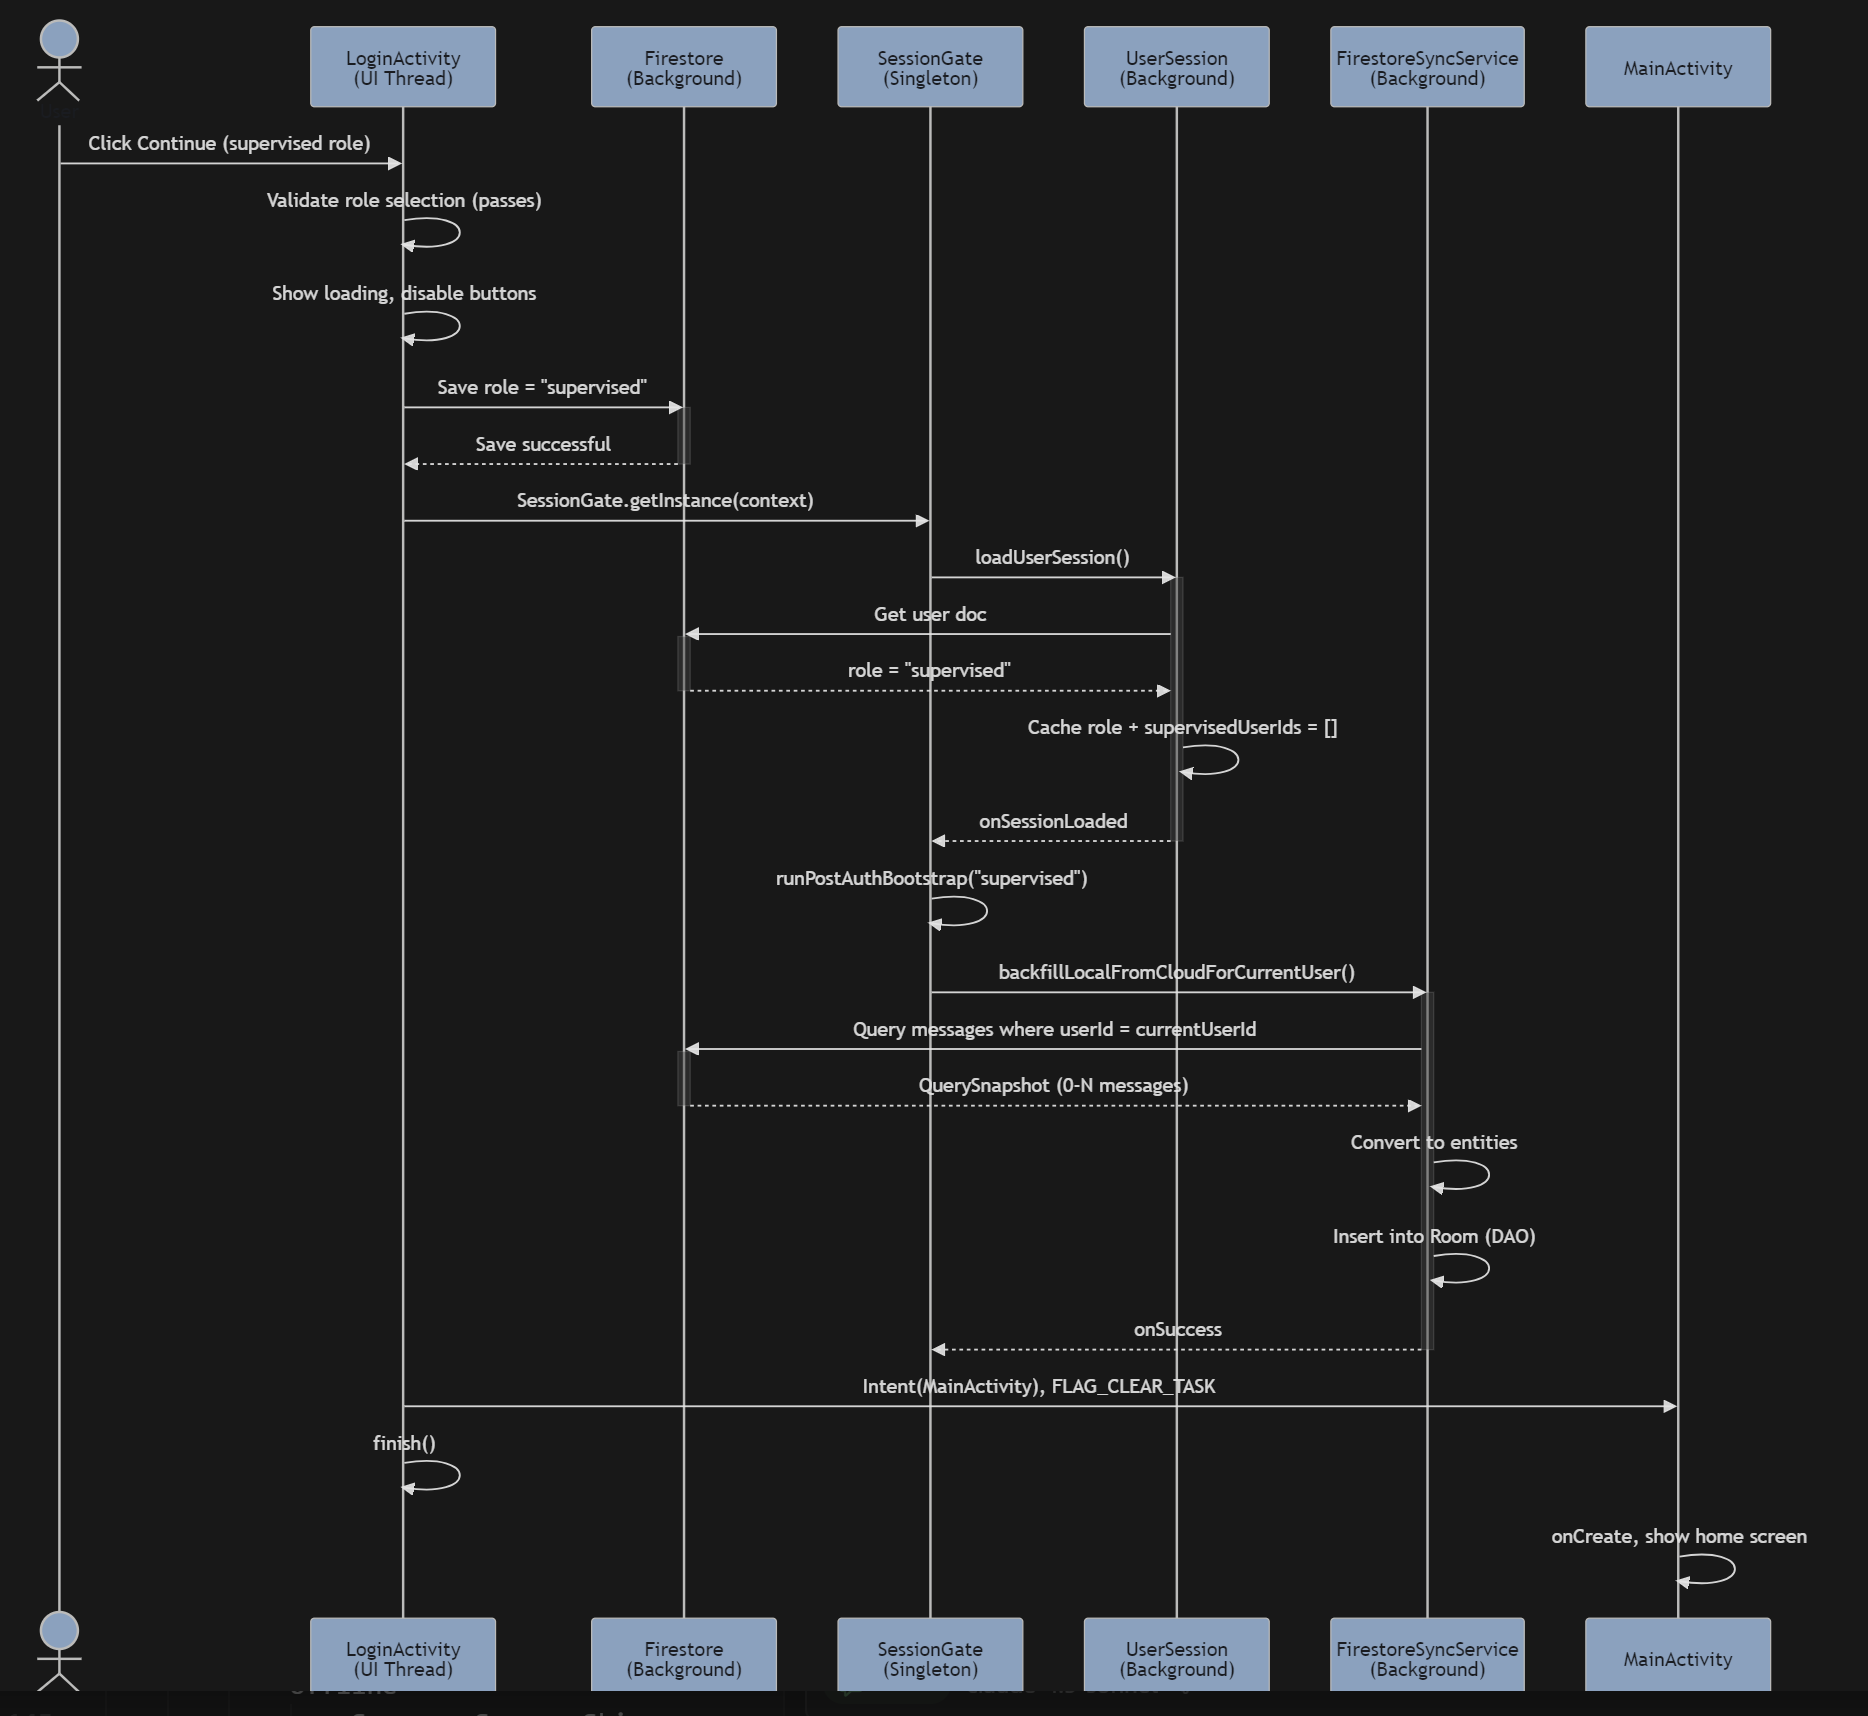 LoginActivity
(UI Thread)
Firestore
(Background)
SessionGate
(Singleton)
UserSession
(Background)
FirestoreSyncService
(Background)
MainActivity
Click Continue (supervised role)
Validate role selection (passes)
Show loading, disable buttons
Save role = "supervised"
Save successful
SessionGate.getInstance(context)
loadUserSession()
Get user doc
role = "supervised"
Cache role + supervisedUserIds = []
onSessionLoaded
runPostAuthBootstrap("supervised")
backfillLocalFromCloudForCurrentUser()
Query messages where userId = currentUserId
QuerySnapshot (0-N messages)
Convert to entities
Insert into Room (DAO)
onSuccess
Intent(MainActivity), FLAG_CLEAR_TASK
finish()
onCreate, show home screen
LoginActivity
(UI Thread)
Firestore
(Background)
SessionGate
(Singleton)
UserSession
(Background)
FirestoreSyncService
(Background)
MainActivity